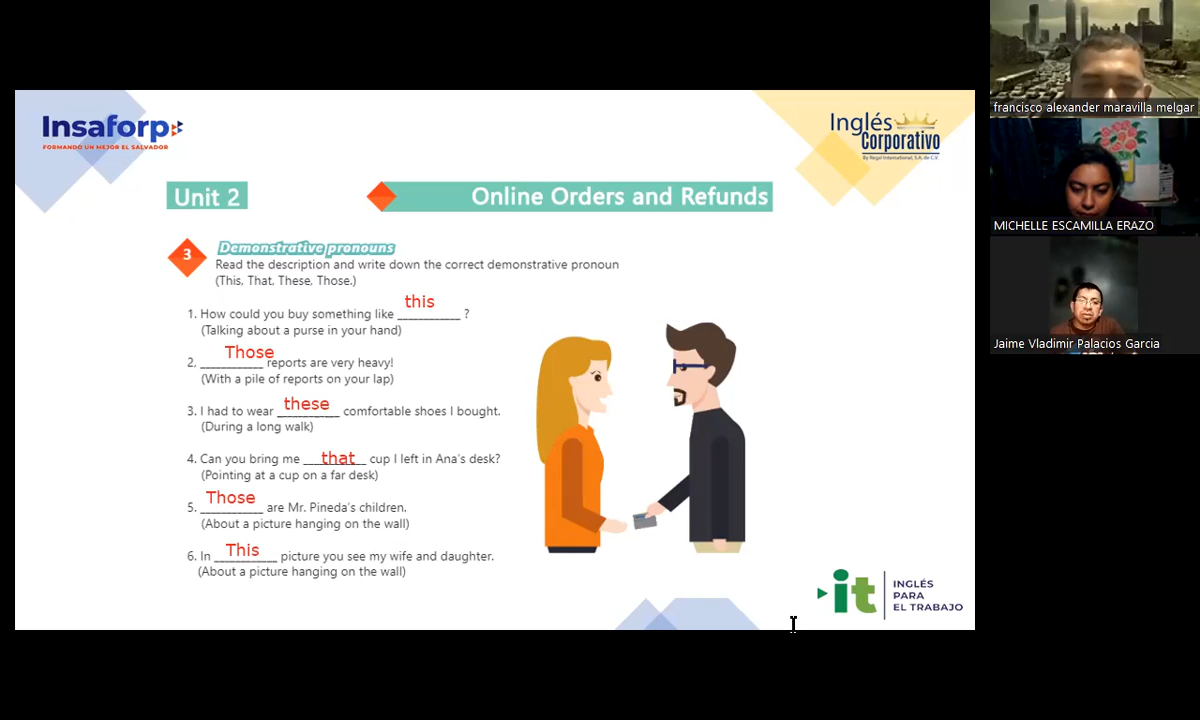 Insaforp
FORMANDO UN MEJOR EL SALVADOR
Inglés
Corporativo
By Regal International, S.A. de C.V.
Unit 2
Online Orders and Refunds
3
Demonstrative pronouns
Read the description and write down the correct demonstrative pronoun
(This, That, These, Those.)
1. How could you buy something like this ?
(Talking about a purse in your hand)
2. Those reports are very heavy!
(With a pile of reports on your lap)
3. I had to wear these comfortable shoes I bought.
(During a long walk)
4. Can you bring me that cup I left in Ana's desk?
(Pointing at a cup on a far desk)
5. Those are Mr. Pineda's children.
(About a picture hanging on the wall)
6. In This picture you see my wife and daughter.
(About a picture hanging on the wall)
it
INGLÉS
PARA
EL TRABAJO
francisco alexander maravilla melgar
MICHELLE ESCAMILLA ERAZO
Jaime Vladimir Palacios Garcia